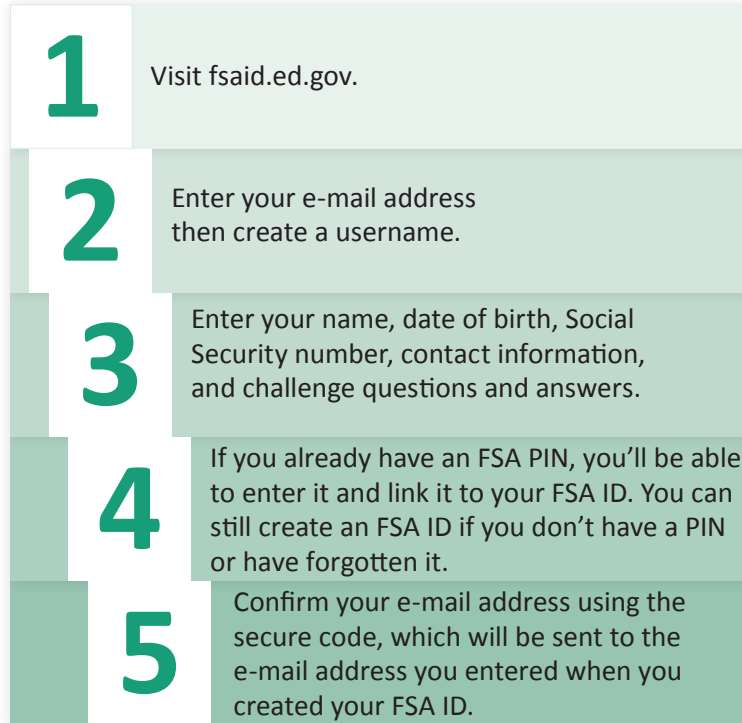 1
Visit fsaid.ed.gov.
2
Enter your e-mail address
then create a username.
3
Enter your name, date of birth, Social
Security number, contact information,
and challenge questions and answers.
4
If you already have an FSA PIN, you’ll be able
to enter it and link it to your FSA ID. You can
still create an FSA ID if you don’t have a PIN
or have forgotten it.
5
Confirm your e-mail address using the
secure code, which will be sent to the
e-mail address you entered when you
created your FSA ID.